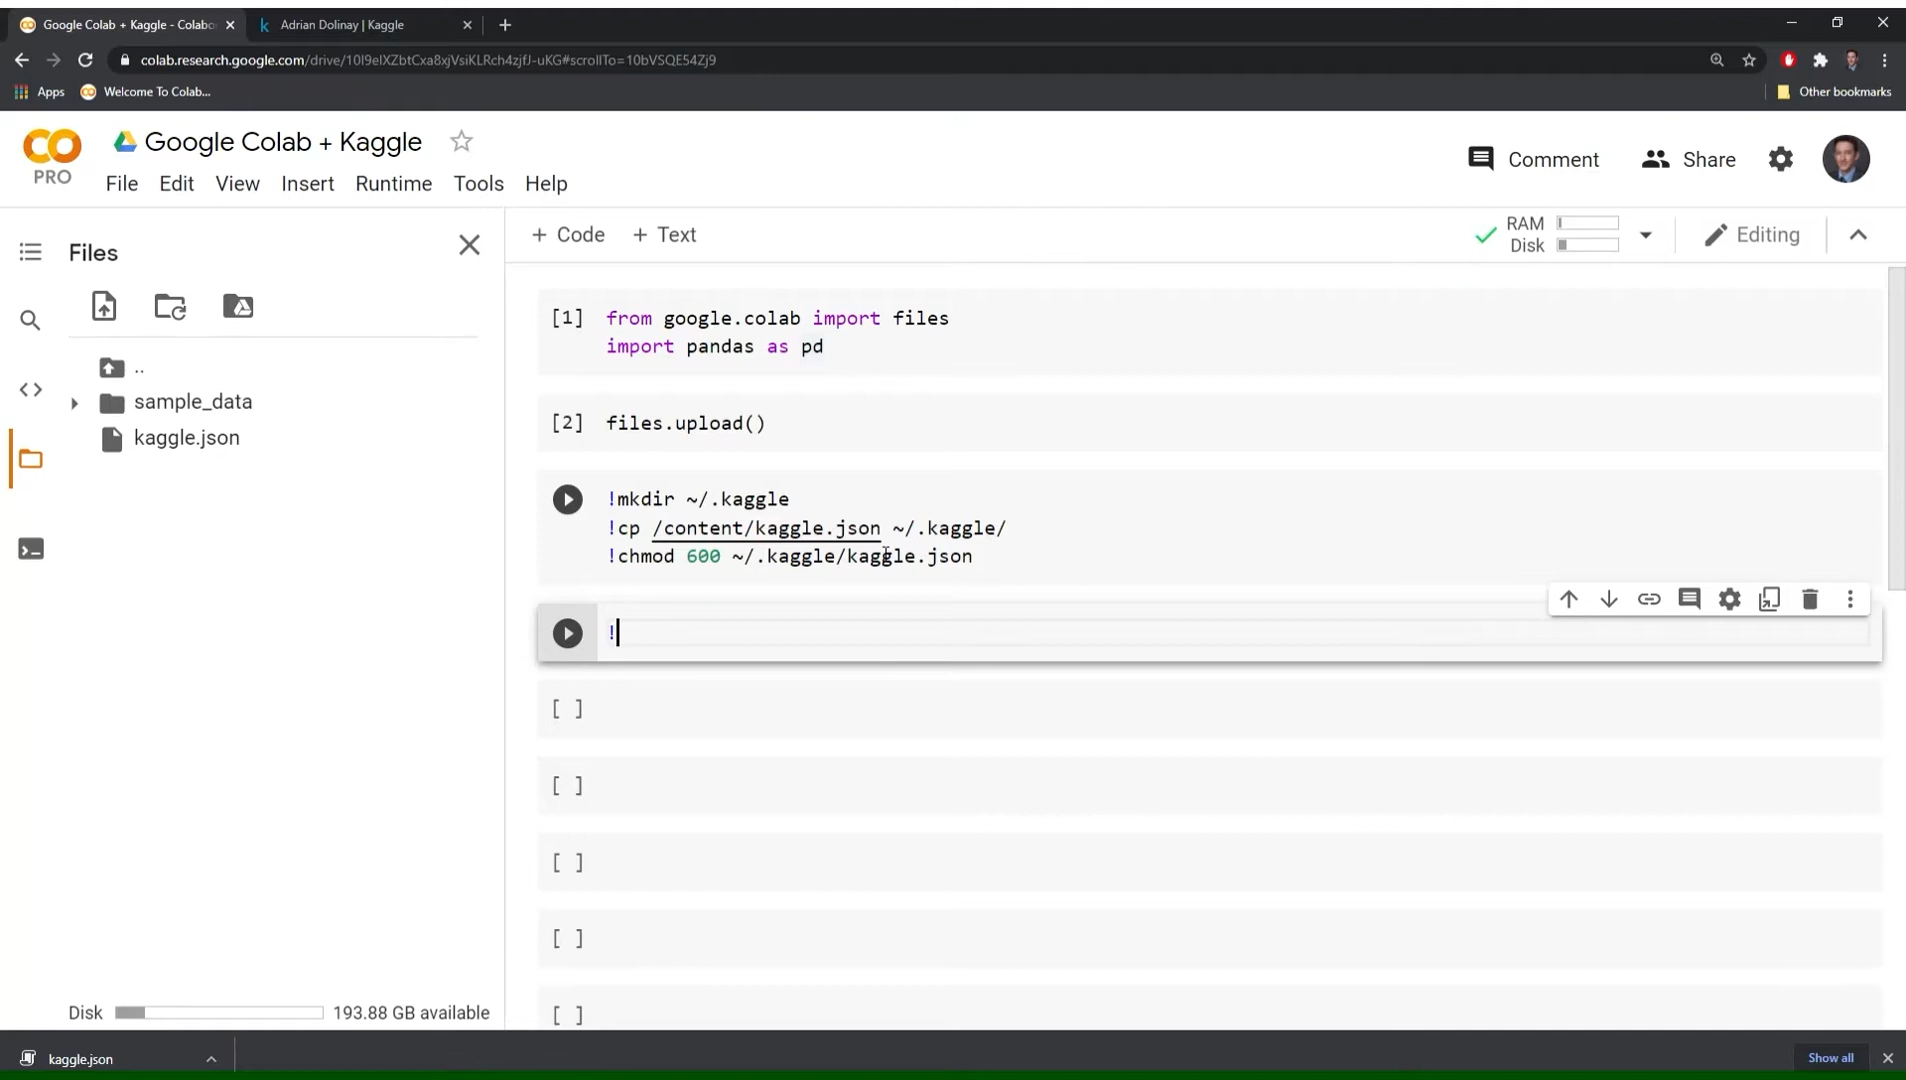 Google Colab + Kaggle - Colabo
Adrian Dolinay | Kaggle
colab.research.google.com/drive/10I9elXZbtCxa8xjVsiKLRch4zjfJ-uKG#scrollTo=10bVSQE54Zj9
Apps
Welcome To Colab...
Other bookmarks
CO
PRO
Google Colab + Kaggle
Comment
Share
File Edit View Insert Runtime Tools Help
Files
+ Code + Text
RAM
Disk
Editing
..
sample_data
kaggle.json
[1] from google.colab import files
import pandas as pd
[2] files.upload()
!mkdir ~/.kaggle
!cp /content/kaggle.json ~/.kaggle/
!chmod 600 ~/.kaggle/kaggle.json
!
[ ]
[ ]
[ ]
[ ]
[ ]
Disk 193.88 GB available
kaggle.json
Show all